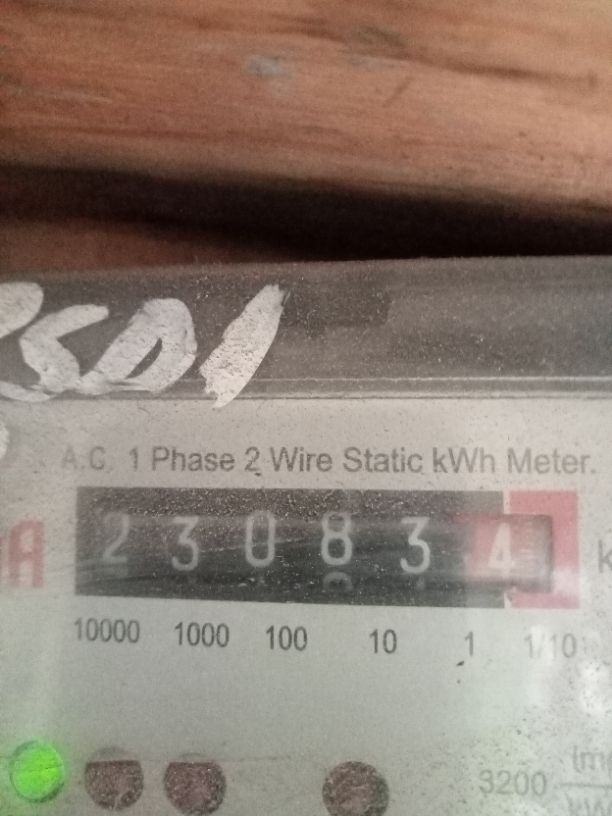 SD1
A.C. 1 Phase 2 Wire Static kWh Meter.
A 2 3 0 8 3 4 k
10000 1000 100 10 1 1/10
3200